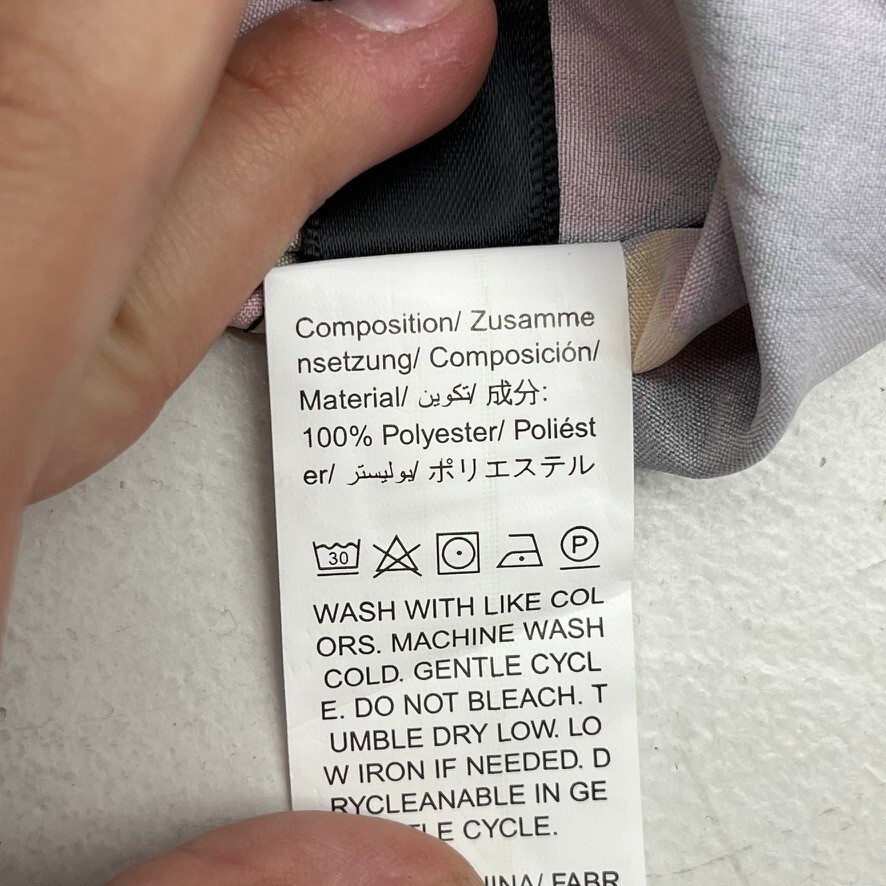 Composition/ Zusamme
nsetzung/ Composición/
Material/ تكوين/ 成分:
100% Polyester/ Poliést
er/ بوليستر/ ポリエステル
30 P
WASH WITH LIKE COL
ORS. MACHINE WASH
COLD. GENTLE CYCL
E. DO NOT BLEACH. T
UMBLE DRY LOW. LO
W IRON IF NEEDED. D
RYCLEANABLE IN GE
CYCLE.